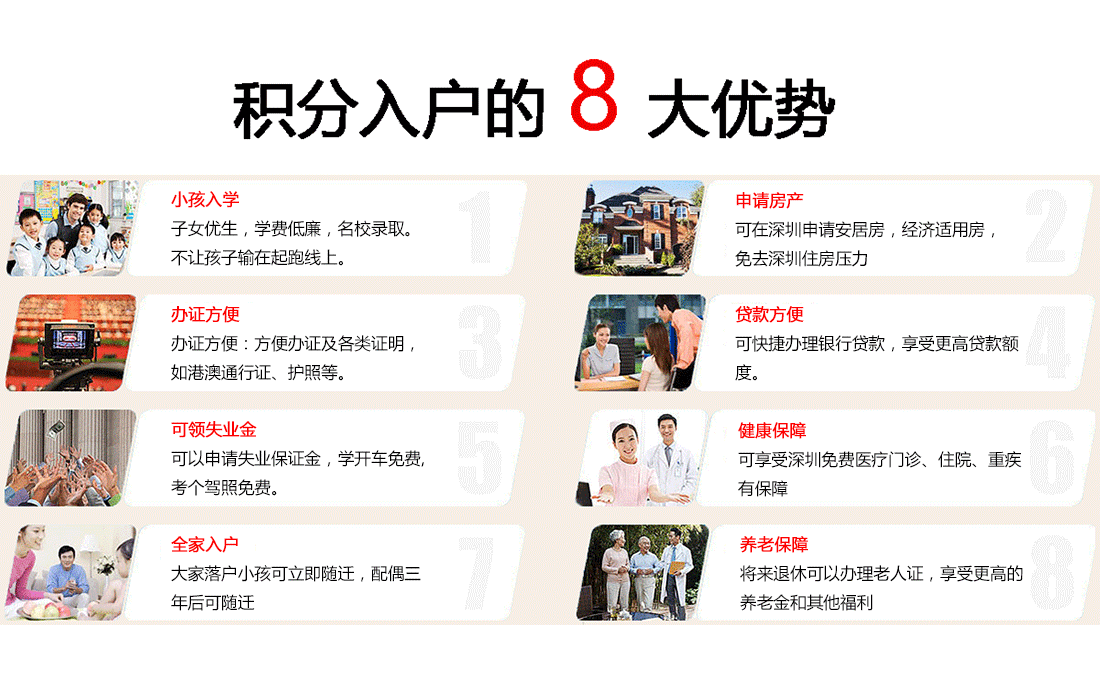 积分入户的 8 大优势
小孩入学
子女优生，学费低廉，名校录取。
不让孩子输在起跑线上。
1
申请房产
可在深圳申请安居房，经济适用房，
免去深圳住房压力
2
办证方便
办证方便：方便办证及各类证明，
如港澳通行证、护照等。
3
贷款方便
可快捷办理银行贷款，享受更高贷款额
度。
4
可领失业金
可以申请失业保证金，学开车免费,
考个驾照免费。
5
健康保障
可享受深圳免费医疗门诊、住院、重疾
有保障
6
全家入户
大家落户小孩可立即随迁，配偶三
年后可随迁
7
养老保障
将来退休可以办理老人证，享受更高的
养老金和其他福利
8